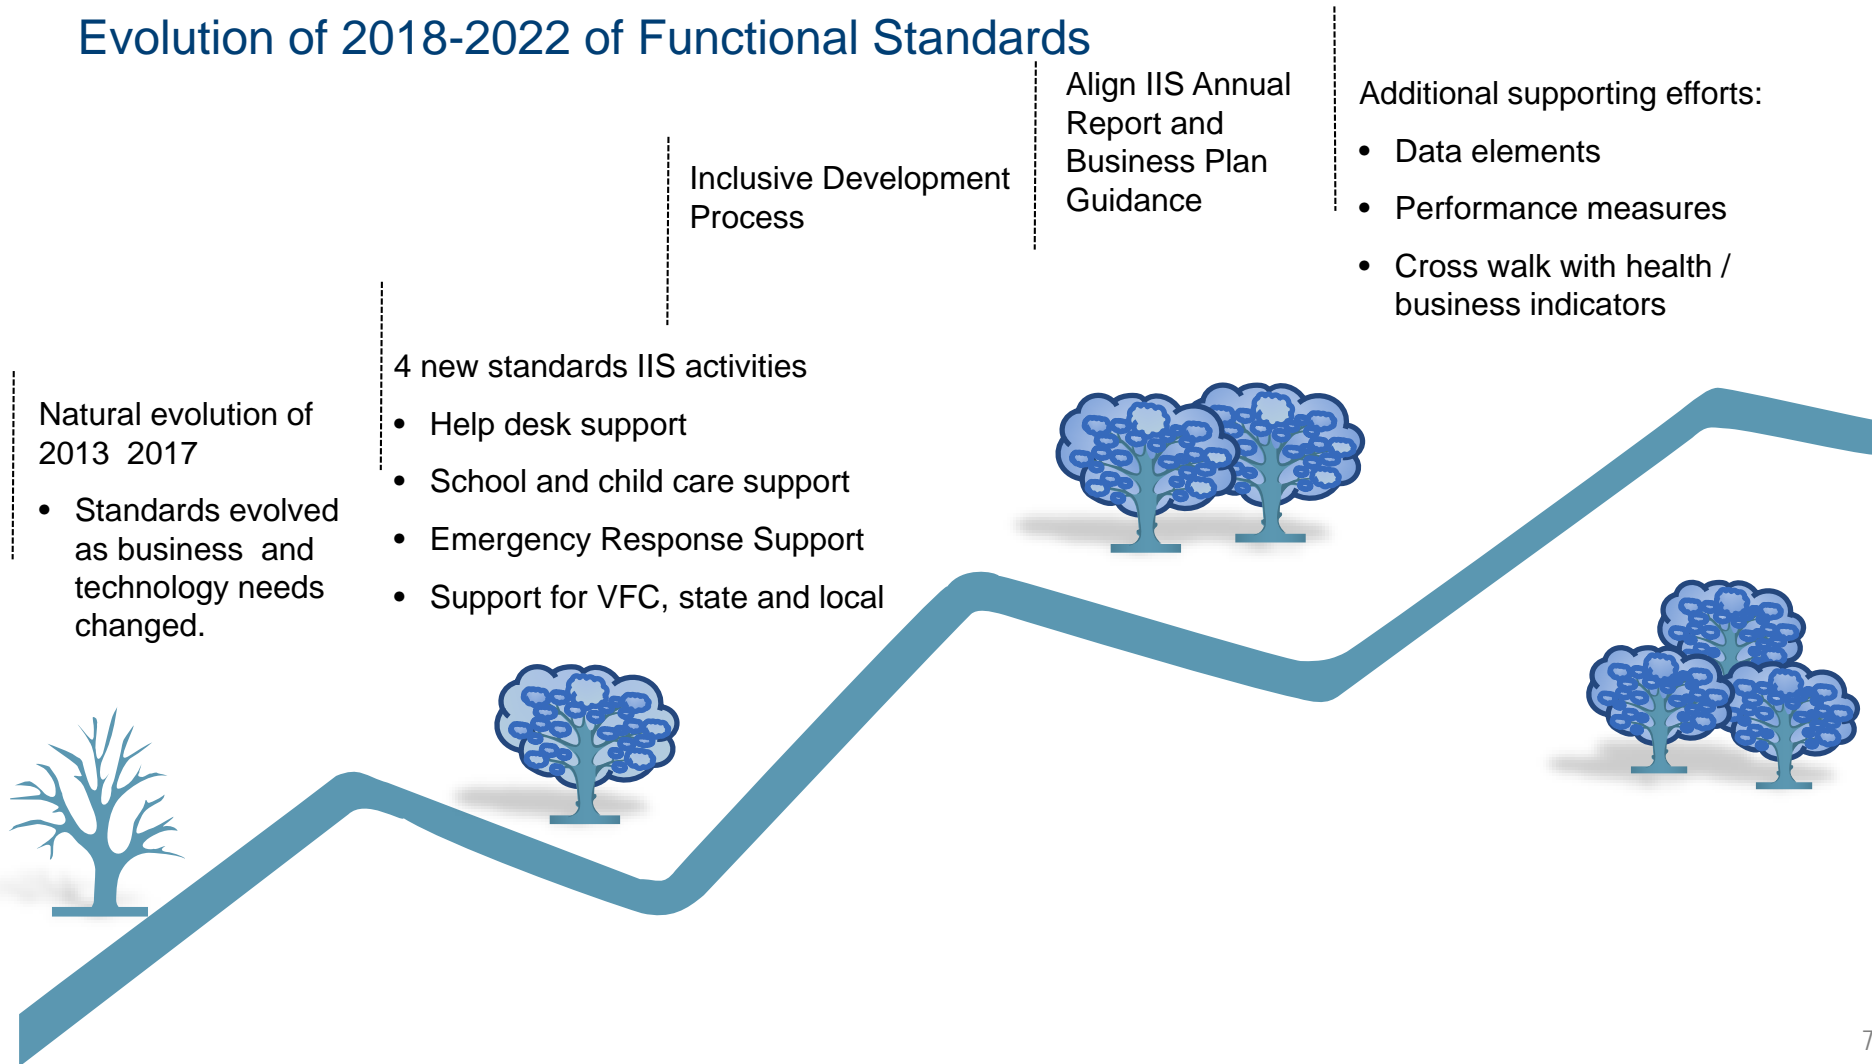 Evolution of 2018-2022 of Functional Standards
Natural evolution of
2013  2017
• Standards evolved
as business  and
technology needs
changed.
4 new standards IIS activities
• Help desk support
• School and child care support
• Emergency Response Support
• Support for VFC, state and local
Inclusive Development
Process
Align IIS Annual
Report and
Business Plan
Guidance
Additional supporting efforts:
• Data elements
• Performance measures
• Cross walk with health /
business indicators
7